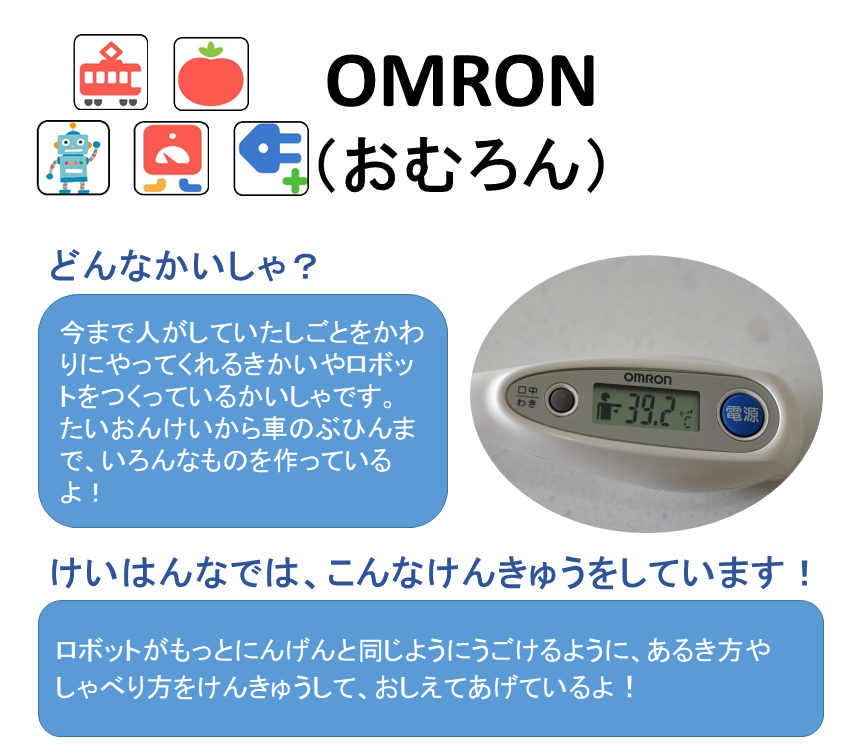 OMRON
（おむろん）
どんなかいしゃ？
今まで人がしていたしごとをかわ
りにやってくれるきかいやロボッ
トをつくっているかいしゃです。
たいおんけいから車のぶひんま
で、いろんなものを作っている
よ！
OMRON
口中
わき
39.2
℃
電源
けいはんなでは、こんなけんきゅうをしています！
ロボットがもっとにんげんと同じようにうごけるように、あるき方や
しゃべり方をけんきゅうして、おしえてあげているよ！